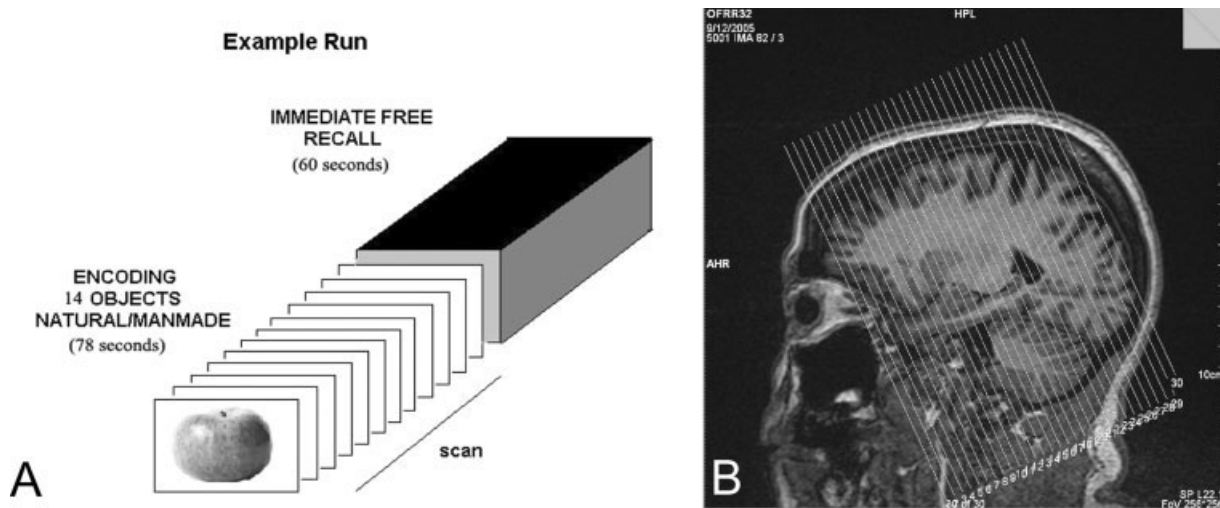 Example Run
IMMEDIATE FREE
RECALL
(60 seconds)
ENCODING
14 OBJECTS
NATURAL/MANMADE
(78 seconds)
scan
A
OFRR32
9/12/2005
5001 IMA 82 / 3
HPL
AHR
30
10cm
B
SP L22.